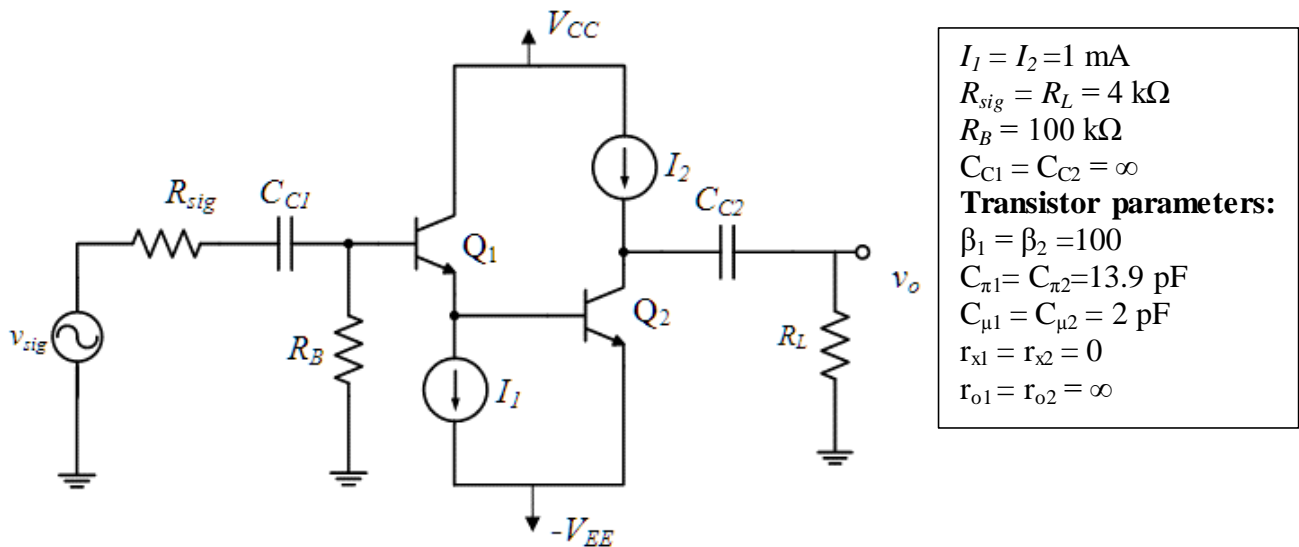 V_CC
I_2
R_sig
C_C1
C_C2
Q_1
v_o
Q_2
v_sig
R_B
I_1
R_L
-V_EE
I_1 = I_2 =1 mA
R_sig = R_L = 4 kΩ
R_B = 100 kΩ
C_C1 = C_C2 = ∞
Transistor parameters:
β_1 = β_2 =100
C_π1= C_π2=13.9 pF
C_μ1 = C_μ2 = 2 pF
r_x1 = r_x2 = 0
r_o1 = r_o2 = ∞